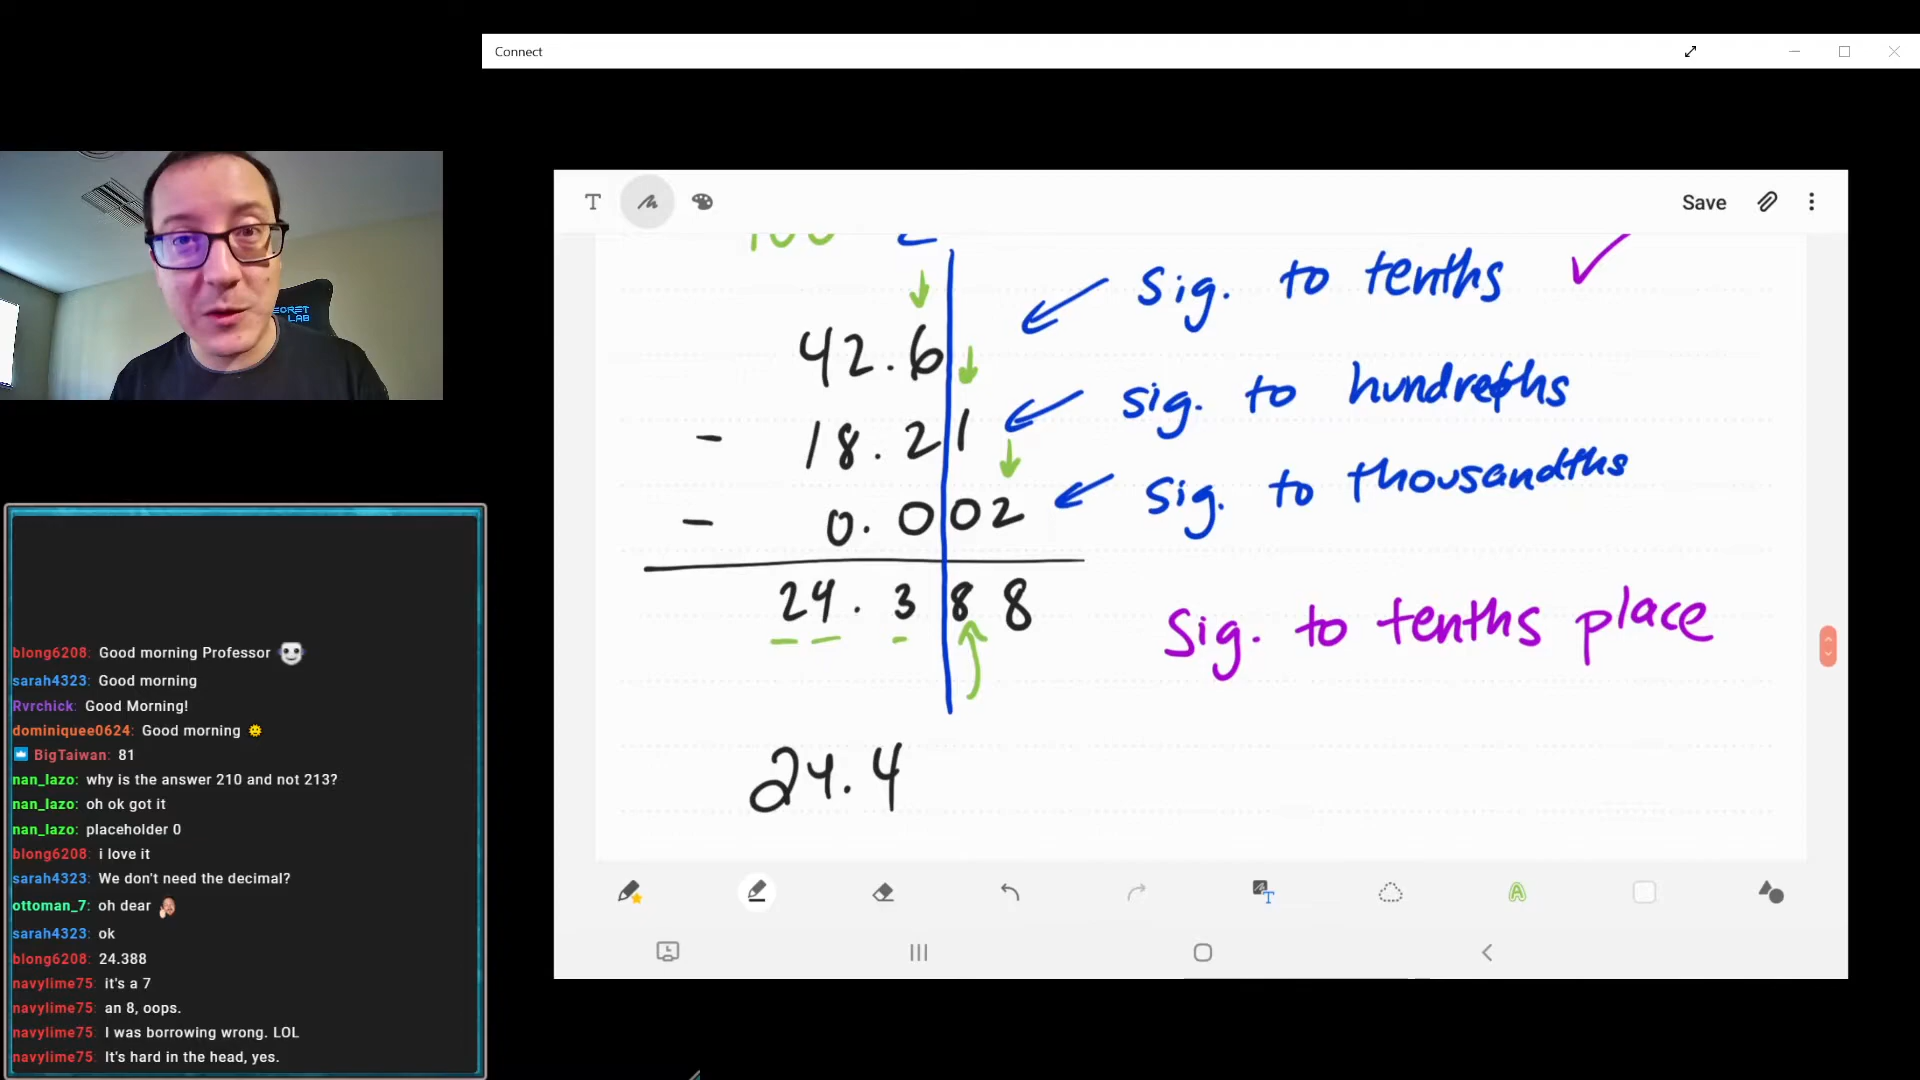 Connect
T
Save
100 2
sig. to tenths
42.6
sig. to hundredths
- 18.21
sig. to thousandths
- 0.002
24.388
sig. to tenths place
24.4
SECRET
LAB
blong6208: Good morning Professor
sarah4323: Good morning
Rvrchick: Good Morning!
dominiquee0624: Good morning
BigTaiwan: 81
nan_lazo: why is the answer 210 and not 213?
nan_lazo: oh ok got it
nan_lazo: placeholder 0
blong6208: i love it
sarah4323: We don't need the decimal?
ottoman_7: oh dear
sarah4323: ok
blong6208: 24.388
navylime75: it's a 7
navylime75: an 8, oops.
navylime75: I was borrowing wrong. LOL
navylime75: It's hard in the head, yes.